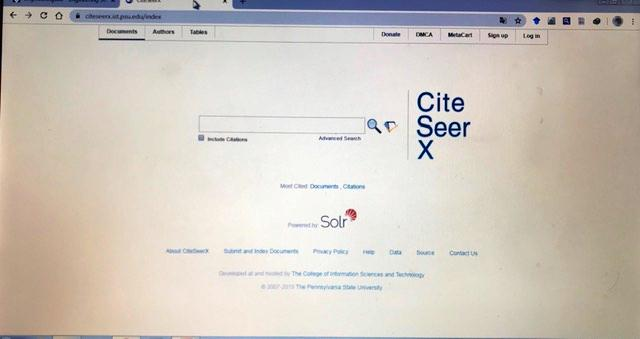 CiteSeerX
citeseerx.ist.psu.edu/index
Documents Authors Tables Donate DMCA MetaCart Sign up Log in
Cite
Seer
X
Include Citations Advanced Search
Most Cited: Documents, Citations
Powered by: Solr
About CiteSeerX Submit and Index Documents Privacy Policy Help Data Source Contact Us
Developed at and hosted by The College of Information Sciences and Technology
© 2007-2019 The Pennsylvania State University